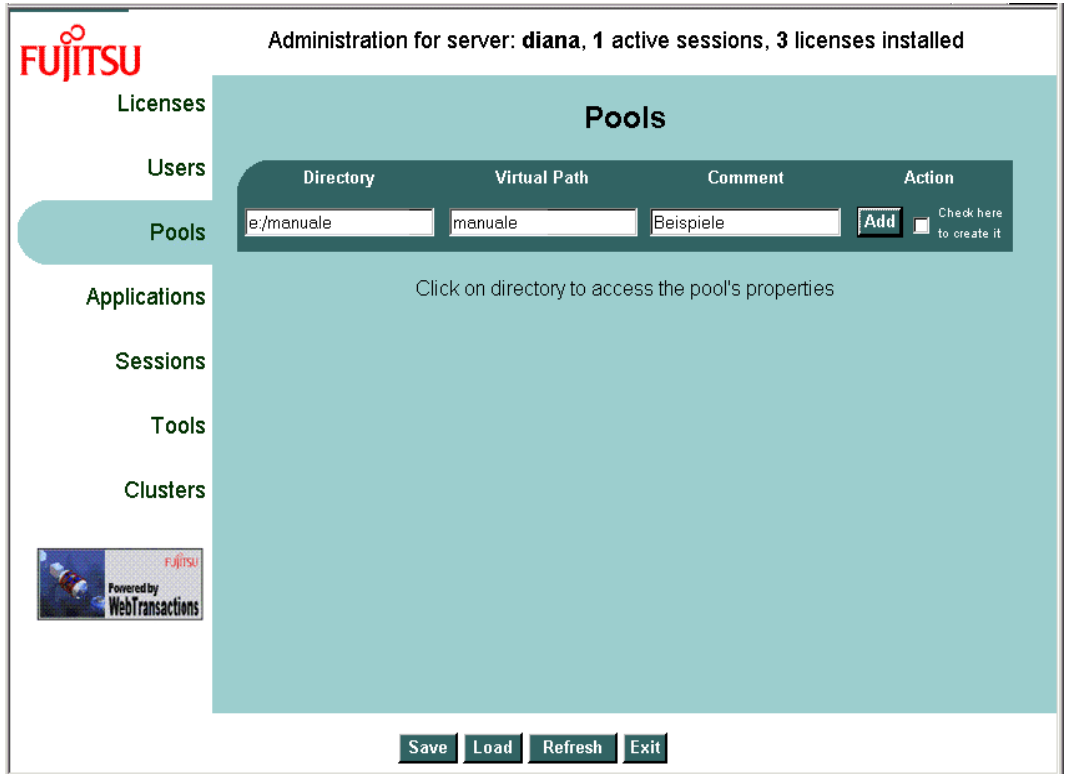 FUJITSU
Administration for server: diana, 1 active sessions, 3 licenses installed
Licenses
Users
Pools
Applications
Sessions
Tools
Clusters
FUJITSU
Powered by
WebTransactions
Pools
Directory Virtual Path Comment Action
e:/manuale manuale Beispiele Add Check here
to create it
Click on directory to access the pool's properties
Save Load Refresh Exit